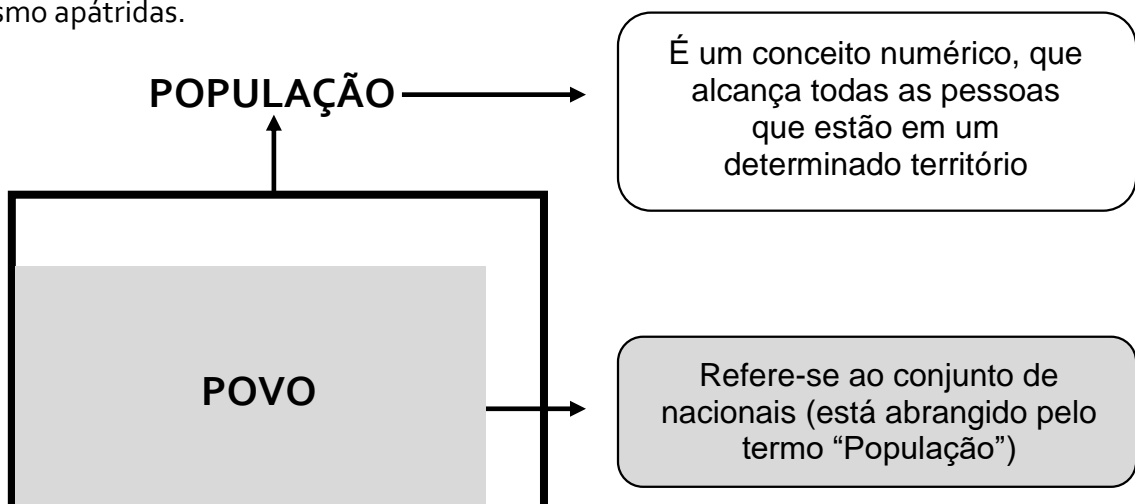 smo apátridas.
POPULAÇÃO
É um conceito numérico, que
alcança todas as pessoas
que estão em um
determinado território
POVO
Refere-se ao conjunto de
nacionais (está abrangido pelo
termo “População”)